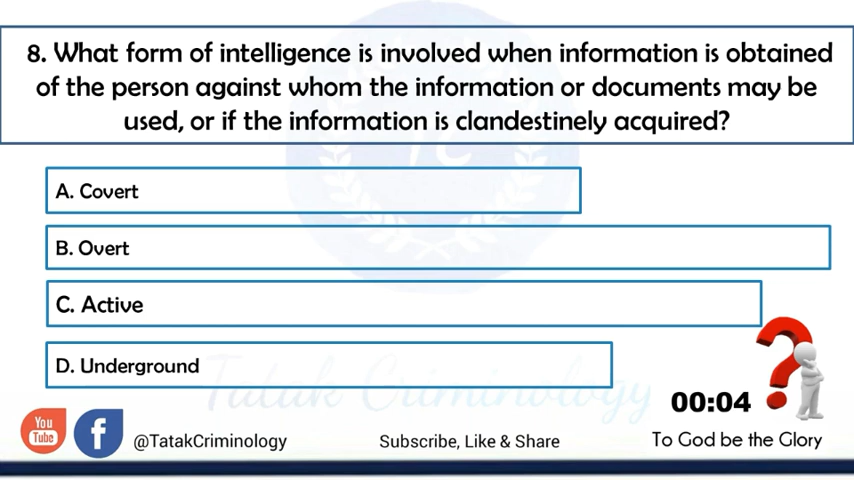 8. What form of intelligence is involved when information is obtained
of the person against whom the information or documents may be
used, or if the information is clandestinely acquired?
A. Covert
B. Overt
C. Active
D. Underground
Tatak Criminology
00:04
You
Tube
f
@TatakCriminology
Subscribe, Like & Share
To God be the Glory